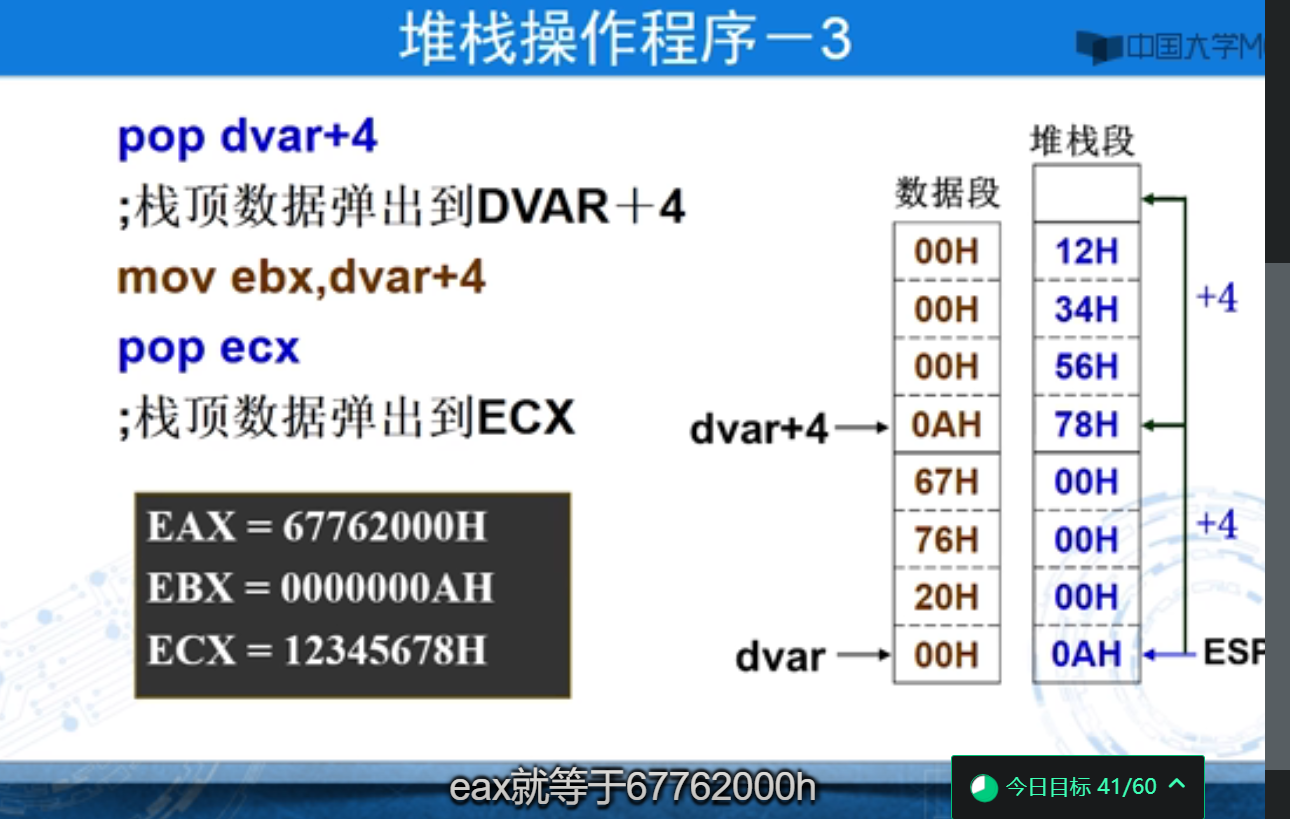 堆栈操作程序－3
中国大学M
pop dvar+4
;栈顶数据弹出到DVAR＋4
mov ebx,dvar+4
pop ecx
;栈顶数据弹出到ECX
EAX = 67762000H
EBX = 0000000AH
ECX = 12345678H
数据段
00H
00H
00H
dvar+4
0AH
67H
76H
20H
dvar
00H
堆栈段
12H
34H
56H
78H
00H
00H
00H
0AH
+4
+4
ESP
eax就等于67762000h
今日目标 41/60